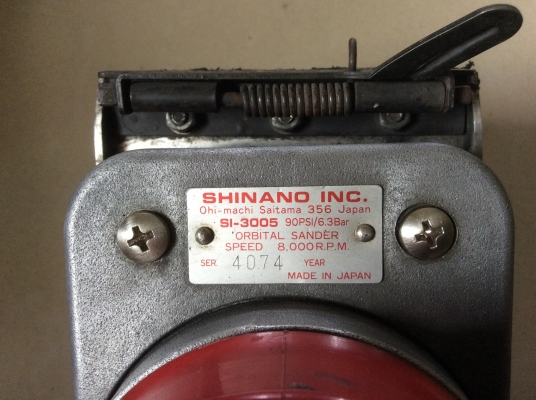 SHINANO INC.
Ohi-machi Saitama 356 Japan
SI-3005 90PSI/6.3Bar
ORBITAL SANDER
SPEED 8,000R.P.M.
SER. 4074 YEAR
MADE IN JAPAN